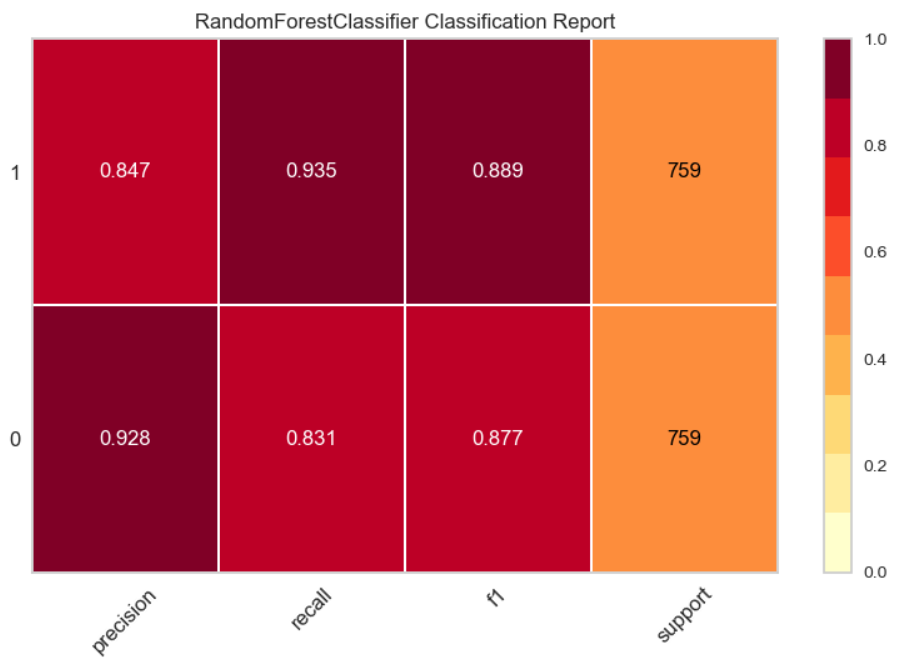 RandomForestClassifier Classification Report
1 0.847 0.935 0.889 759
0 0.928 0.831 0.877 759
precision recall f1 support
1.0
0.8
0.6
0.4
0.2
0.0